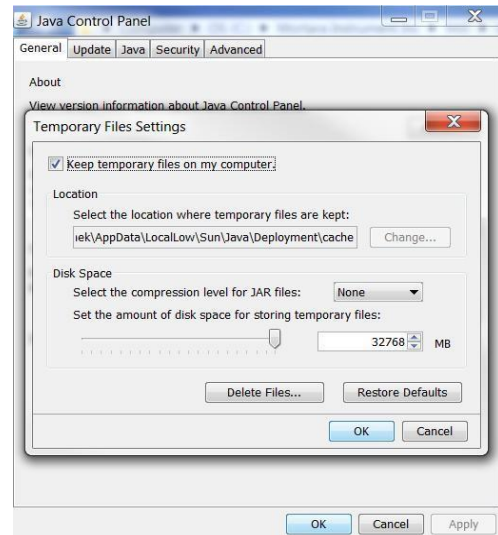 Java Control Panel
General Update Java Security Advanced
About
View version information about Java Control Panel.
Temporary Files Settings
Keep temporary files on my computer.
Location
Select the location where temporary files are kept:
ıek\AppData\LocalLow\Sun\Java\Deployment\cache Change...
Disk Space
Select the compression level for JAR files: None
Set the amount of disk space for storing temporary files:
32768 MB
Delete Files... Restore Defaults
OK Cancel
OK Cancel Apply